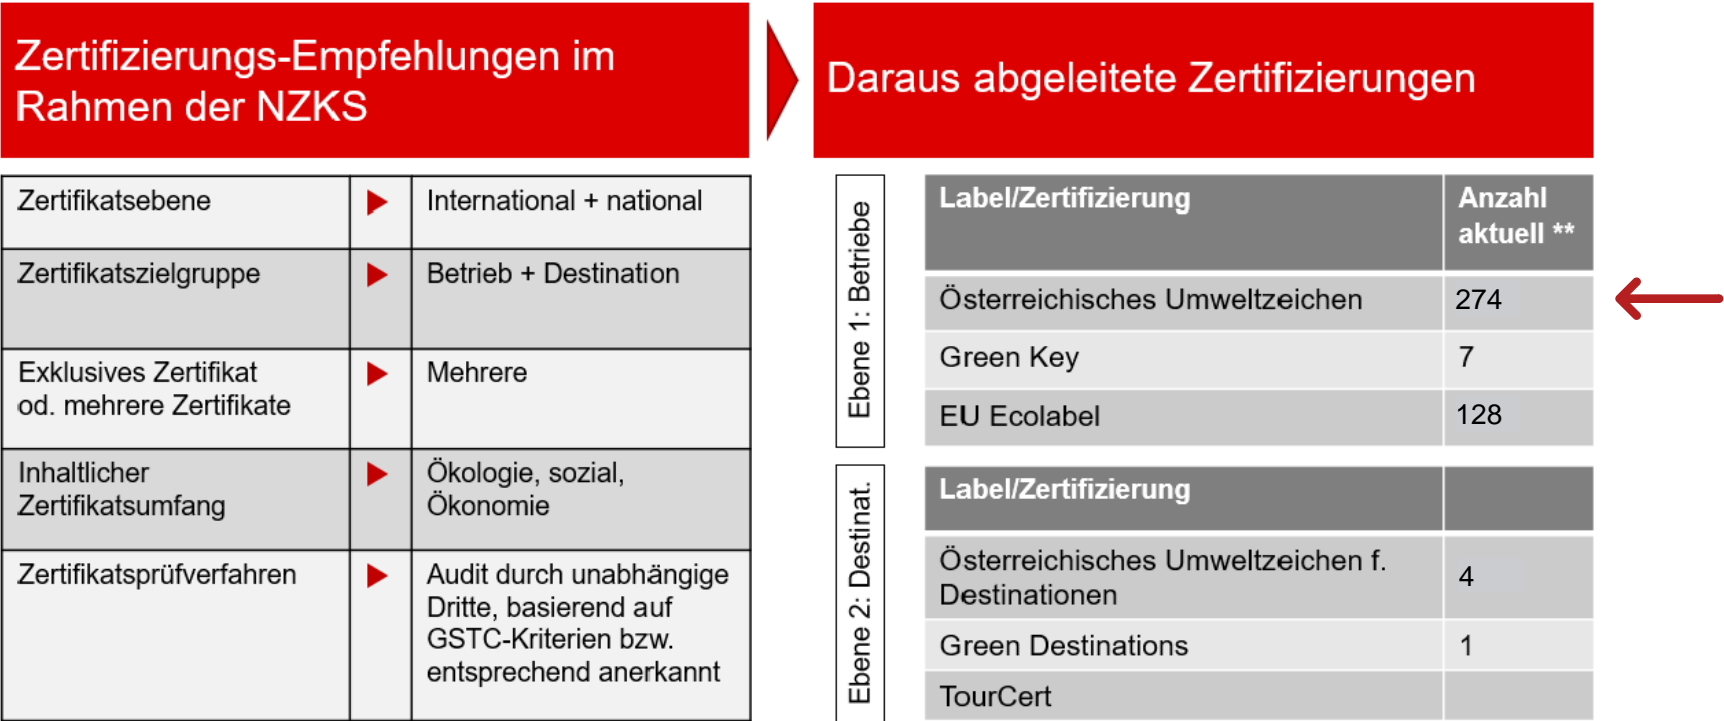 Zertifizierungs-Empfehlungen im
Rahmen der NZKS
Daraus abgeleitete Zertifizierungen
Zertifikatsebene
International + national
Zertifikatszielgruppe
Betrieb + Destination
Exklusives Zertifikat
od. mehrere Zertifikate
Mehrere
Inhaltlicher
Zertifikatsumfang
Ökologie, sozial,
Ökonomie
Zertifikatsprüfverfahren
Audit durch unabhängige
Dritte, basierend auf
GSTC-Kriterien bzw.
entsprechend anerkannt
Ebene 1: Betriebe
Label/Zertifizierung
Anzahl
aktuell **
Österreichisches Umweltzeichen 274
Green Key 7
EU Ecolabel 128
Ebene 2: Destinat.
Label/Zertifizierung
Österreichisches Umweltzeichen f.
Destinationen
4
Green Destinations 1
TourCert